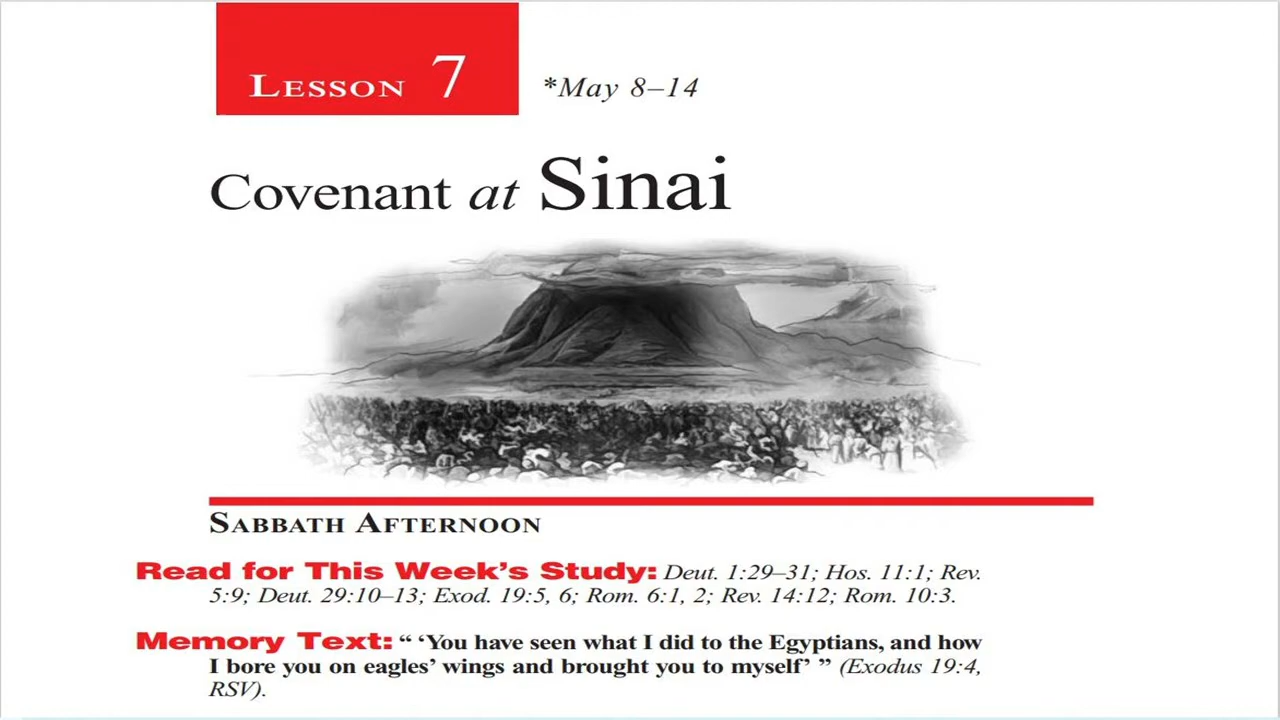 LESSON 7 *May 8–14
Covenant at Sinai
SABBATH AFTERNOON
Read for This Week’s Study: Deut. 1:29–31; Hos. 11:1; Rev.
5:9; Deut. 29:10–13; Exod. 19:5, 6; Rom. 6:1, 2; Rev. 14:12; Rom. 10:3.
Memory Text: “ ‘You have seen what I did to the Egyptians, and how
I bore you on eagles’ wings and brought you to myself’ ” (Exodus 19:4,
RSV).